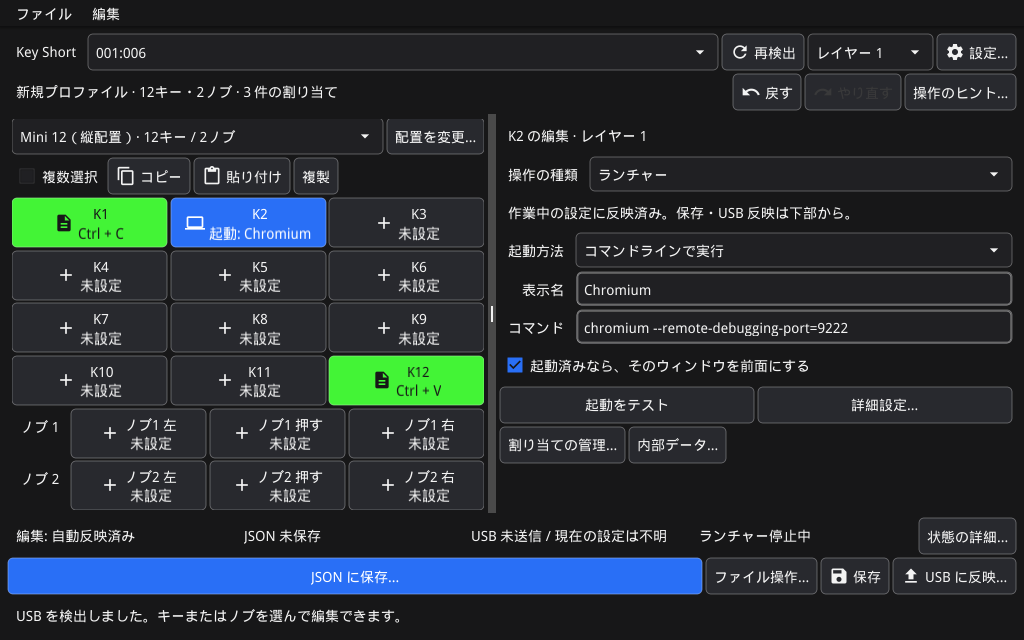 ファイル 編集
Key Short 001:006 再検出 レイヤー 1 設定...
新規プロファイル · 12キー・2ノブ · 3 件の割り当て 戻す やり直す 操作のヒント...
Mini 12 ( 縦配置 ) · 12キー / 2ノブ 配置を変更...
複数選択 コピー 貼り付け 複製
K1
Ctrl + C
K2
起動: Chromium
K3
未設定
K4
未設定
K5
未設定
K6
未設定
K7
未設定
K8
未設定
K9
未設定
K10
未設定
K11
未設定
K12
Ctrl + V
ノブ 1
ノブ1 左
未設定
ノブ1 押す
未設定
ノブ1 右
未設定
ノブ 2
ノブ2 左
未設定
ノブ2 押す
未設定
ノブ2 右
未設定
K2 の編集 · レイヤー 1
操作の種類 ランチャー
作業中の設定に反映済み。保存・USB 反映は下部から。
起動方法 コマンドラインで実行
表示名 Chromium
コマンド chromium --remote-debugging-port=9222
起動済みなら、そのウィンドウを前面にする
起動をテスト 詳細設定...
割り当ての管理... 内部データ...
編集: 自動反映済み JSON 未保存 USB 未送信 / 現在の設定は不明 ランチャー停止中 状態の詳細...
JSON に保存... ファイル操作... 保存 USB に反映...
USB を検出しました。キーまたはノブを選んで編集できます。